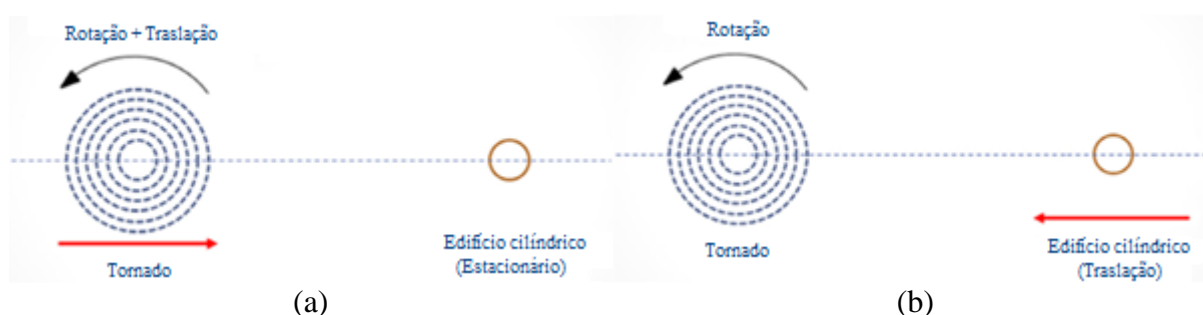 Rotação + Traslação
Tornado
Edifício cilíndrico
(Estacionário)
(a)
Rotação
Tornado
Edifício cilíndrico
(Traslação)
(b)